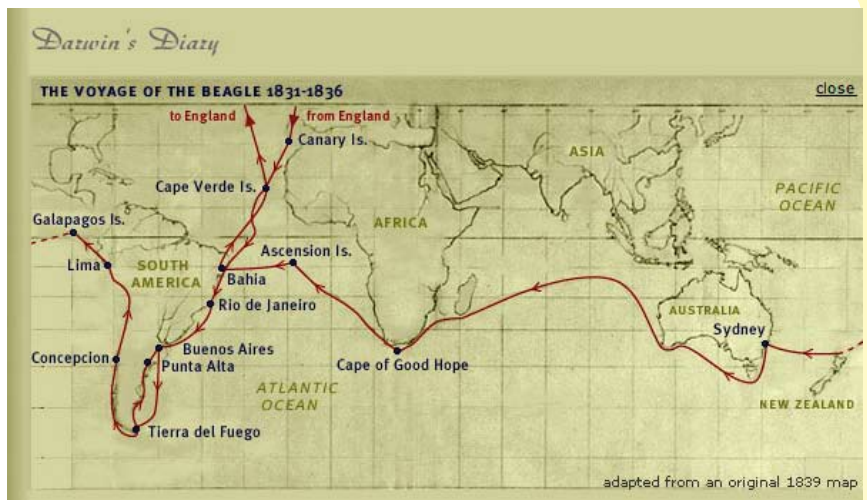 Darwin's Diary
THE VOYAGE OF THE BEAGLE 1831-1836
close
to England
from England
Canary Is.
ASIA
Cape Verde Is.
PACIFIC
OCEAN
Galapagos Is.
AFRICA
Ascension Is.
Lima
SOUTH
AMERICA
Bahia
Rio de Janeiro
AUSTRALIA
Sydney
Buenos Aires
Concepcion
Punta Alta
Cape of Good Hope
ATLANTIC
OCEAN
NEW ZEALAND
Tierra del Fuego
adapted from an original 1839 map